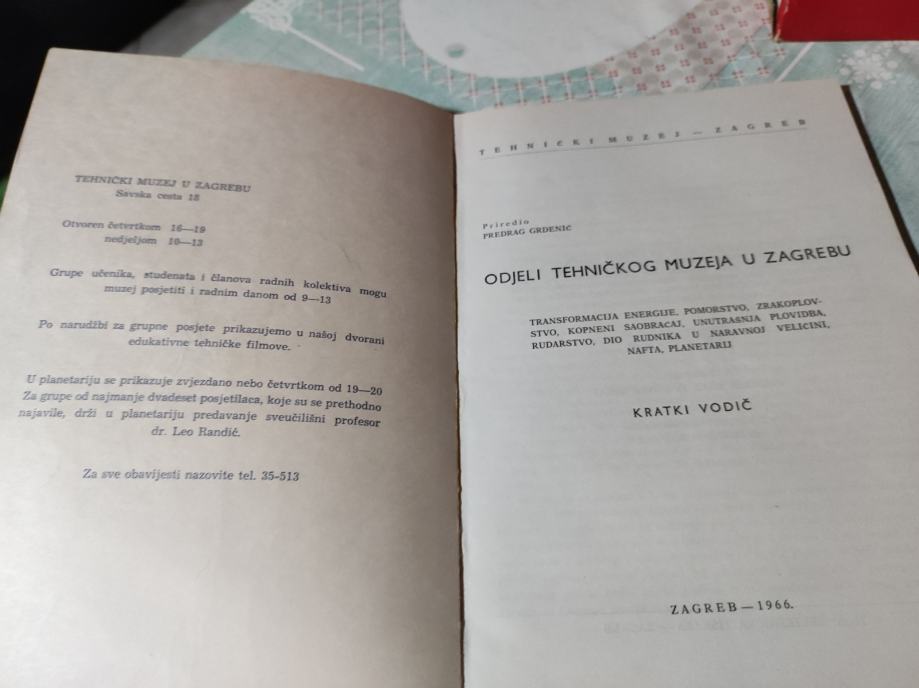 TEHNIČKI MUZEJ U ZAGREBU
Savska cesta 18
Otvoren četvrtkom 16—19
nedjeljom 10—13
Grupe učenika, studenata i članova radnih kolektiva mogu
muzej posjetiti i radnim danom od 9—13
Po narudžbi za grupne posjete prikazujemo u našoj dvorani
edukativne tehničke filmove.
U planetariju se prikazuje zvjezdano nebo četvrtkom od 19—20
Za grupe od najmanje dvadeset posjetilaca, koje su se prethodno
najavile, drži u planetariju predavanje sveučilišni profesor
dr. Leo Randić.
Za sve obavijesti nazovite tel. 35-513
TEHNIČKI MUZEJ — ZAGREB
Priredio
PREDRAG GRDENIĆ
ODJELI TEHNIČKOG MUZEJA U ZAGREBU
TRANSFORMACIJA ENERGIJE, POMORSTVO, ZRAKOPLOV-
STVO, KOPNENI SAOBRAĆAJ, UNUTRAŠNJA PLOVIDBA,
RUDARSTVO, DIO RUDNIKA U NARAVNOJ VELIČINI,
NAFTA, PLANETARIJ
KRATKI VODIČ
ZAGREB — 1966.